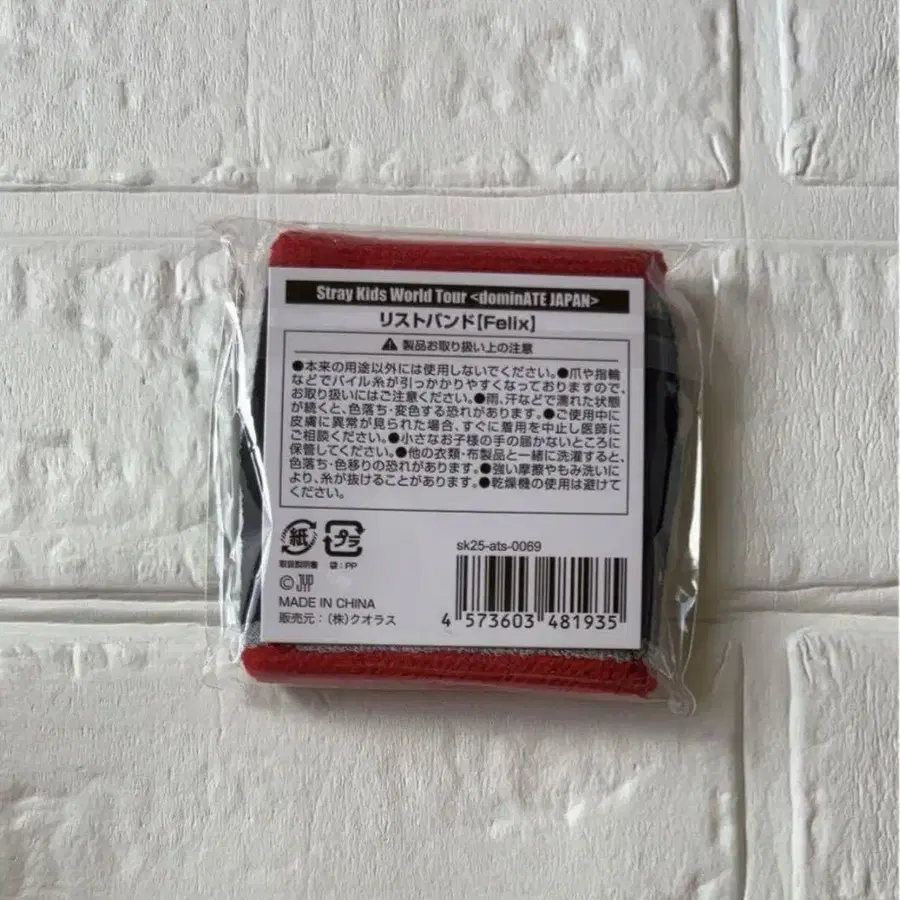 Stray Kids World Tour <dominATE JAPAN>
リストバンド【Felix】
⚠ 製品お取り扱い上の注意
●本来の用途以外には使用しないでください。●爪や指輪
などでパイル糸が引っかかりやすくなっておりますので、
お取り扱いにはご注意ください。●雨、汗などで濡れた状態
が続くと、色落ち・変色する恐れがあります。●ご使用中に
皮膚に異常が見られた場合、すぐに着用を中止し医師に
ご相談ください。●小さなお子様の手の届かないところに
保管してください。●他の衣類・布製品と一緒に洗濯すると、
色落ち・色移りの恐れがあります。●強い摩擦やもみ洗いに
より、糸が抜けることがあります。●乾燥機の使用は避けて
ください。
紙 プラ
取扱説明書 袋：PP
sk25-ats-0069
© JYP
MADE IN CHINA
販売元：（株）クオラス
4 573603 481935